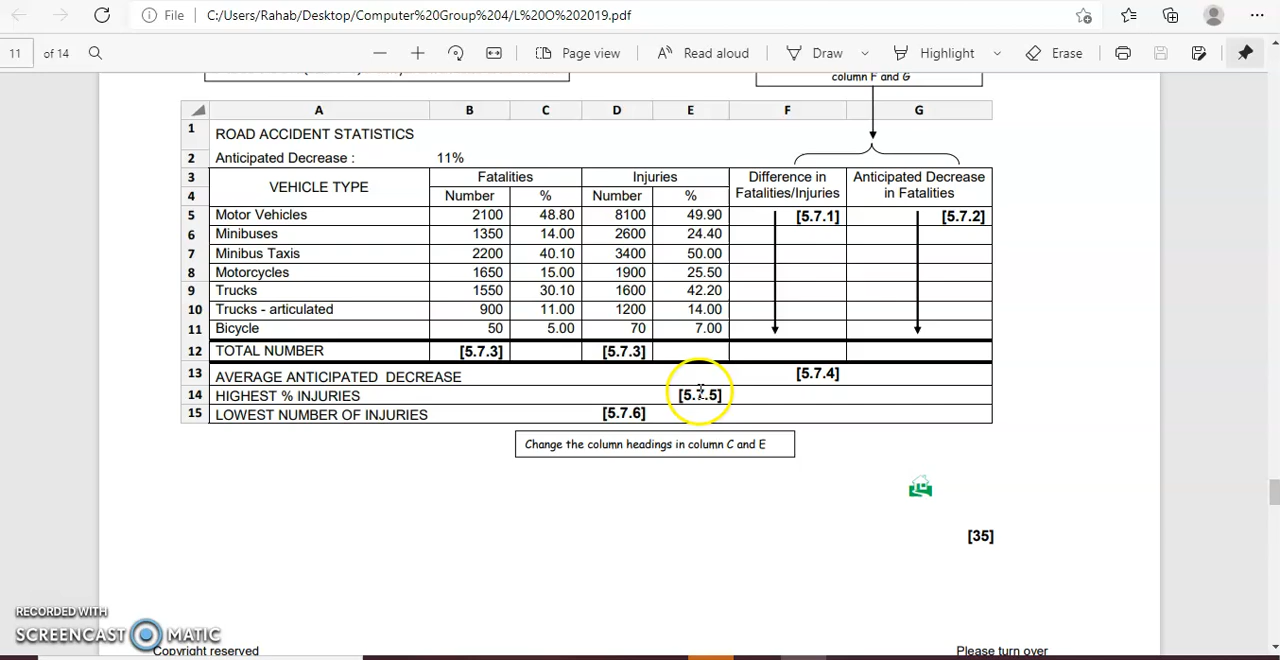 File C:/Users/Rahab/Desktop/Computer%20Group%204/L%20O%202019.pdf
11 of 14 Page view Read aloud Draw Highlight Erase
column F and G
A B C D E F G
1 ROAD ACCIDENT STATISTICS
2 Anticipated Decrease : 11%
3 VEHICLE TYPE Fatalities Injuries Difference in Fatalities/Injuries Anticipated Decrease in Fatalities
4 Number % Number %
5 Motor Vehicles 2100 48.80 8100 49.90 [5.7.1] [5.7.2]
6 Minibuses 1350 14.00 2600 24.40
7 Minibus Taxis 2200 40.10 3400 50.00
8 Motorcycles 1650 15.00 1900 25.50
9 Trucks 1550 30.10 1600 42.20
10 Trucks - articulated 900 11.00 1200 14.00
11 Bicycle 50 5.00 70 7.00
12 TOTAL NUMBER [5.7.3] [5.7.3]
13 AVERAGE ANTICIPATED DECREASE [5.7.4]
14 HIGHEST % INJURIES [5.7.5]
15 LOWEST NUMBER OF INJURIES [5.7.6]
Change the column headings in column C and E
[35]
RECORDED WITH
SCREENCAST MATIC
Copyright reserved Please turn over